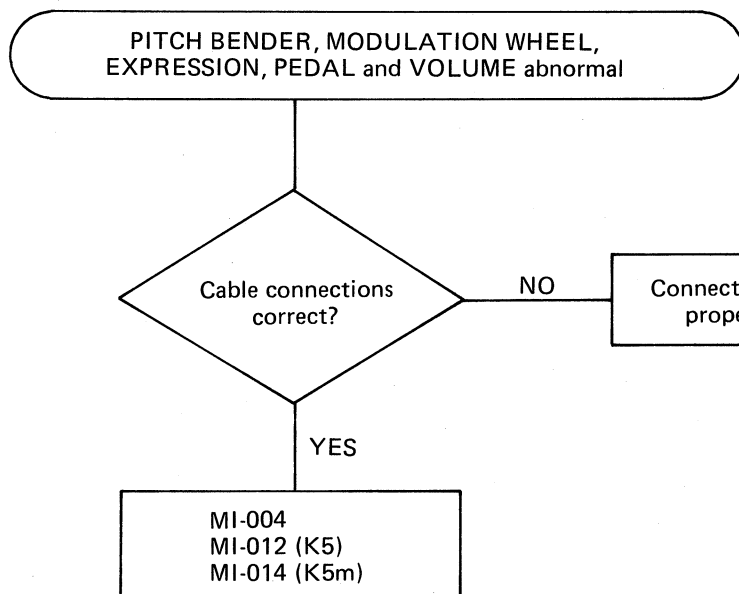 PITCH BENDER, MODULATION WHEEL,
EXPRESSION, PEDAL and VOLUME abnormal
Cable connections
correct?
NO
Connect
YES
MI-004
MI-012 (K5)
MI-014 (K5m)